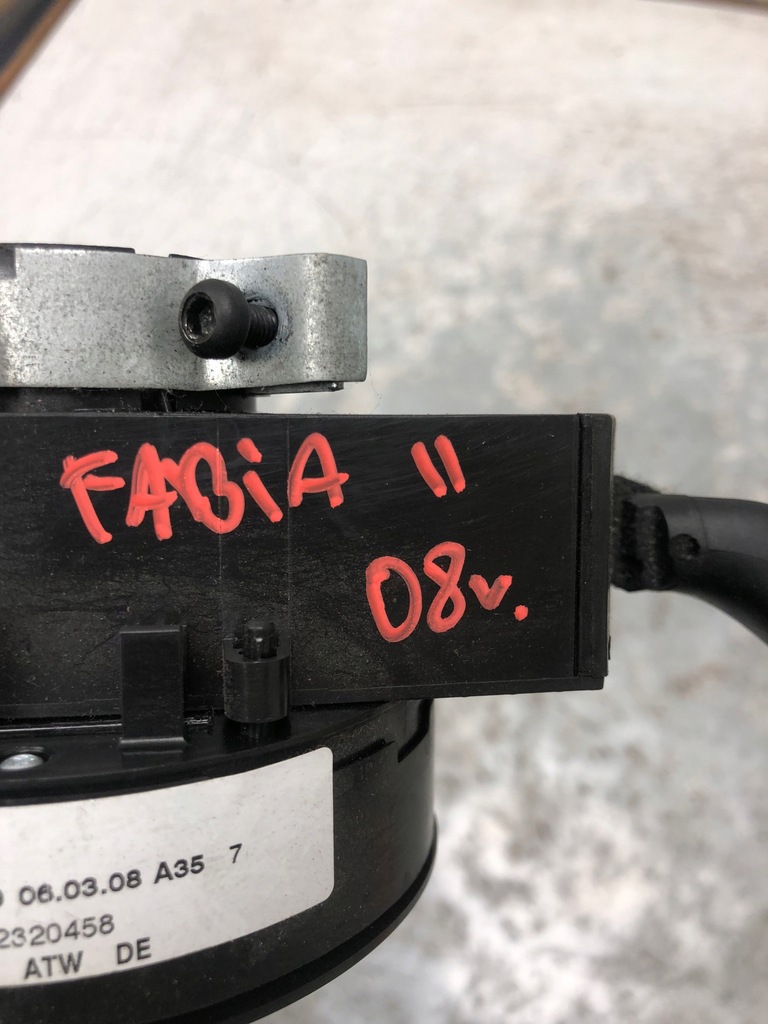 FABiA II
08v.
06.03.08 A35 7
2320458
ATW DE